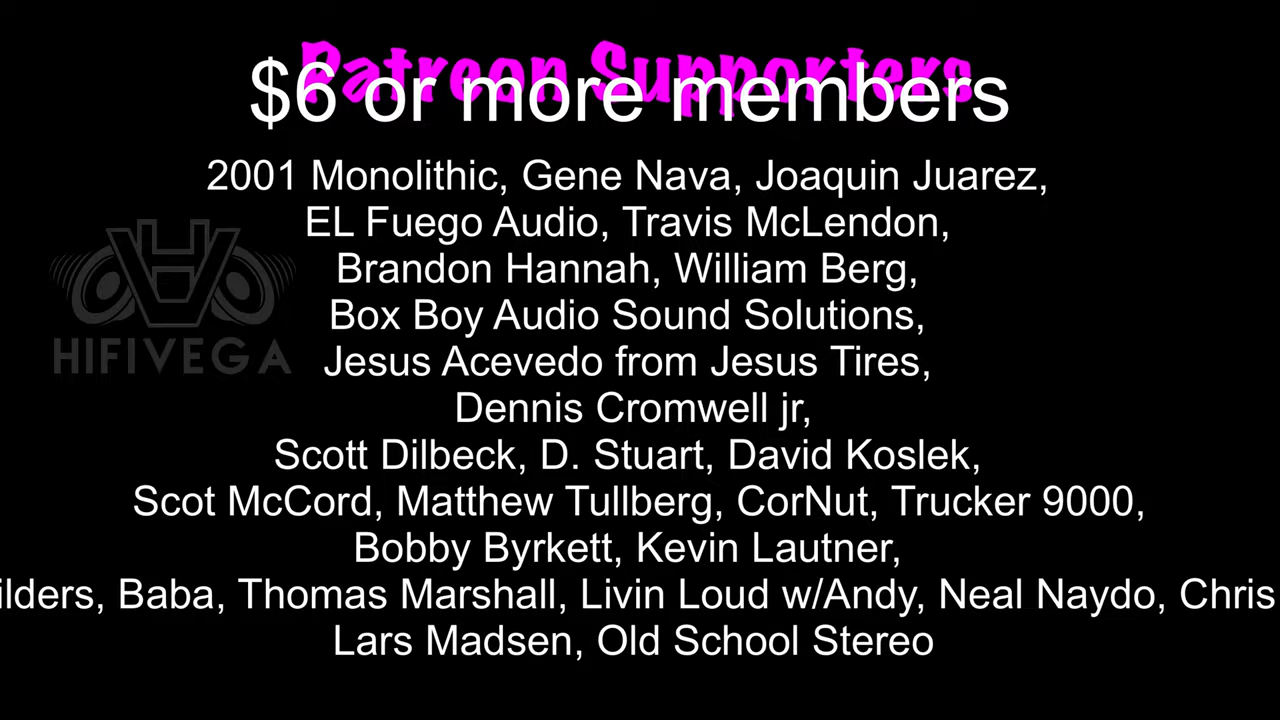 Patreon Supporters
$6 or more members
2001 Monolithic, Gene Nava, Joaquin Juarez,
EL Fuego Audio, Travis McLendon,
Brandon Hannah, William Berg,
Box Boy Audio Sound Solutions,
HIFIVEGA
Jesus Acevedo from Jesus Tires,
Dennis Cromwell jr,
Scott Dilbeck, D. Stuart, David Koslek,
Scot McCord, Matthew Tullberg, CorNut, Trucker 9000,
Bobby Byrkett, Kevin Lautner,
ilders, Baba, Thomas Marshall, Livin Loud w/Andy, Neal Naydo, Chris
Lars Madsen, Old School Stereo